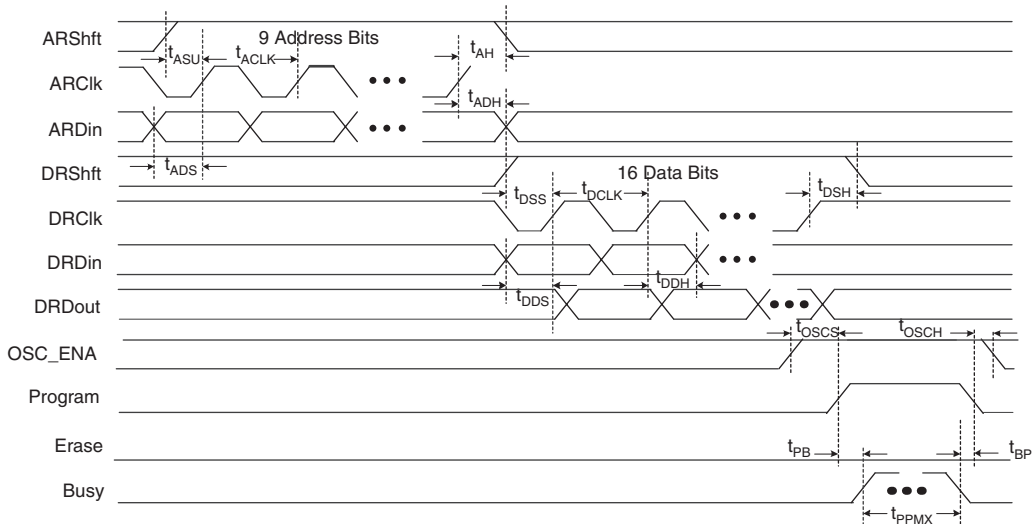 ARShft
9 Address Bits
tASU
tACLK
tAH
ARClk
tADH
ARDin
tADS
DRShft
16 Data Bits
tDSS
tDCLK
tDSH
DRClk
DRDin
tDDS
tDDH
DRDout
tOSCS
tOSCH
OSC_ENA
Program
Erase
tPB
tBP
Busy
tPPMX